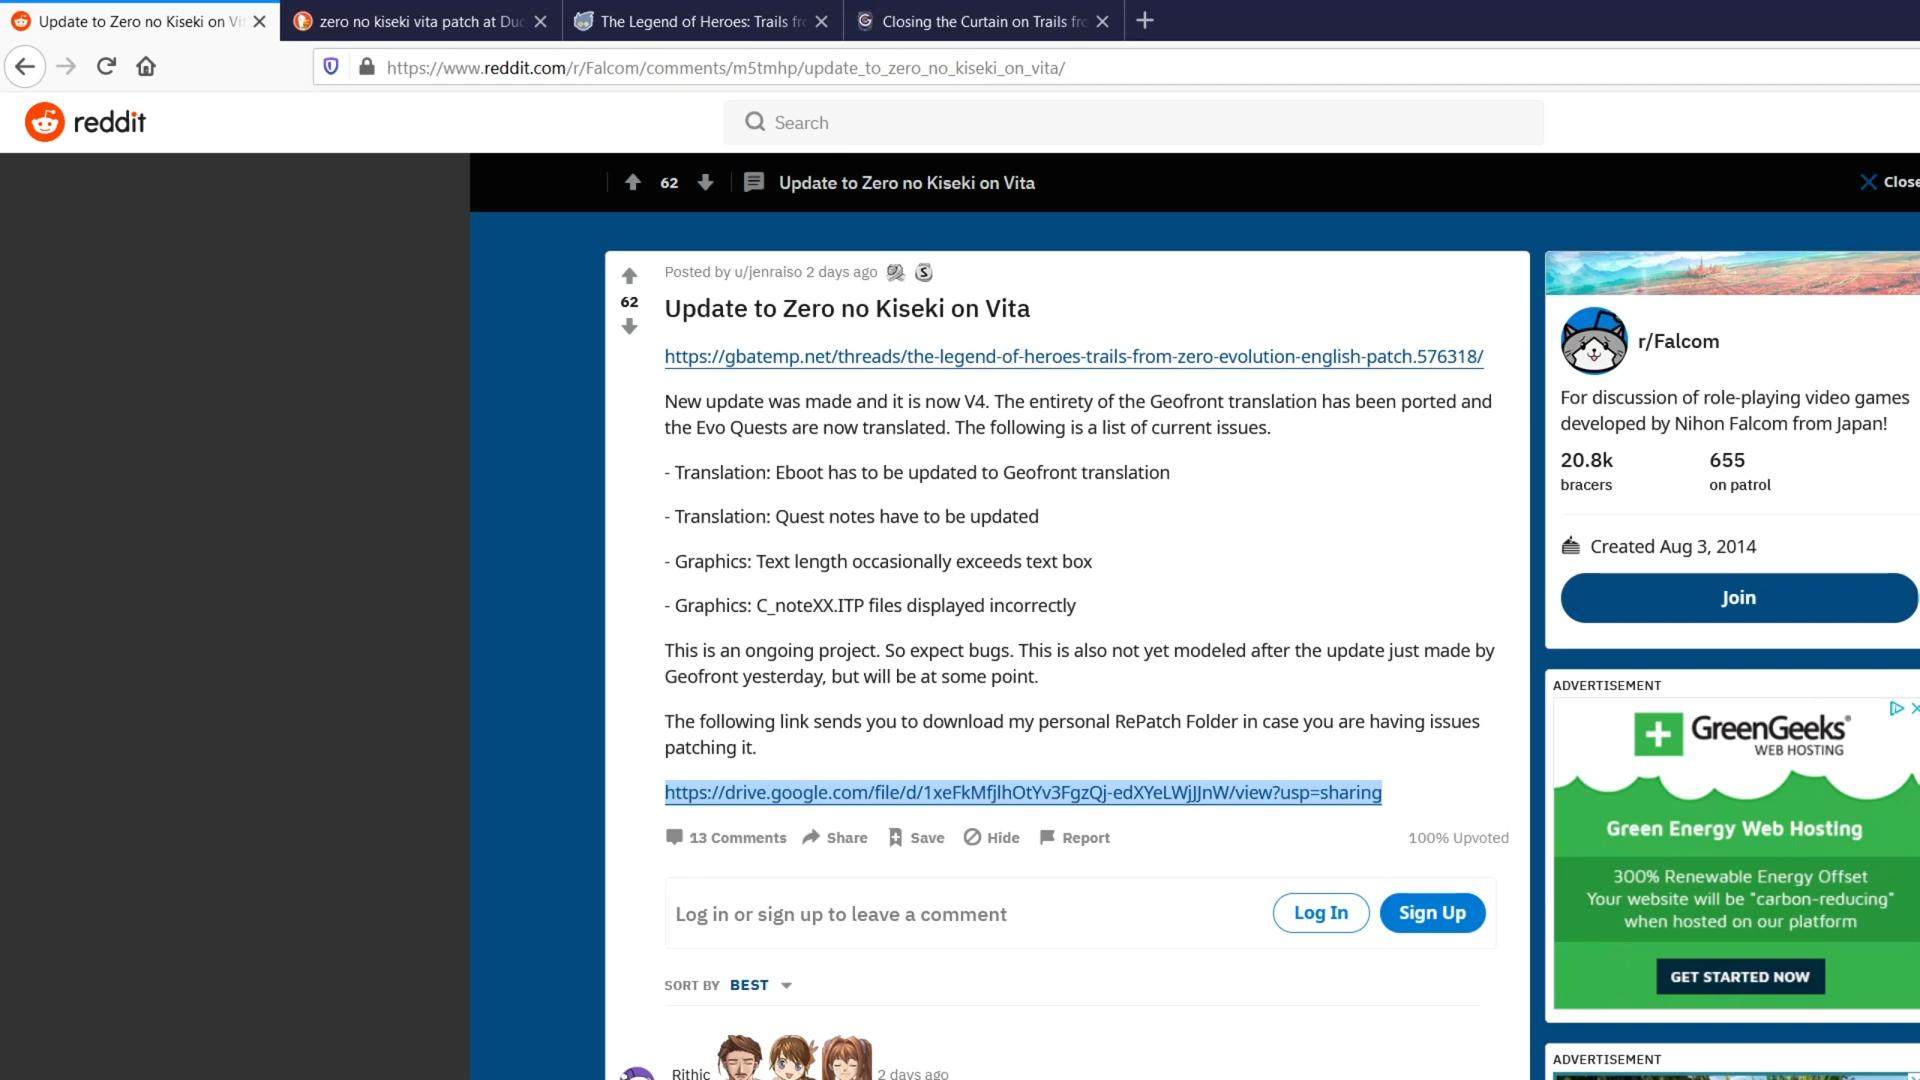 Update to Zero no Kiseki on Vi
zero no kiseki vita patch at Du
The Legend of Heroes: Trails fr
Closing the Curtain on Trails fr
https://www.reddit.com/r/Falcom/comments/m5tmhp/update_to_zero_no_kiseki_on_vita/
reddit
Search
62
Update to Zero no Kiseki on Vita
Close
Posted by u/jenraiso 2 days ago
62
Update to Zero no Kiseki on Vita
https://gbatemp.net/threads/the-legend-of-heroes-trails-from-zero-evolution-english-patch.576318/
New update was made and it is now V4. The entirety of the Geofront translation has been ported and
the Evo Quests are now translated. The following is a list of current issues.
- Translation: Eboot has to be updated to Geofront translation
- Translation: Quest notes have to be updated
- Graphics: Text length occasionally exceeds text box
- Graphics: C_noteXX.ITP files displayed incorrectly
This is an ongoing project. So expect bugs. This is also not yet modeled after the update just made by
Geofront yesterday, but will be at some point.
The following link sends you to download my personal RePatch Folder in case you are having issues
patching it.
https://drive.google.com/file/d/1xeFkMfjlhOtYv3FgzQj-edXYeLWjJJnW/view?usp=sharing
13 Comments
Share
Save
Hide
Report
100% Upvoted
Log in or sign up to leave a comment
Log In
Sign Up
SORT BY BEST
Rithic
2 days ago
r/Falcom
For discussion of role-playing video games
developed by Nihon Falcom from Japan!
20.8k
655
bracers
on patrol
Created Aug 3, 2014
Join
ADVERTISEMENT
GreenGeeks®
WEB HOSTING
Green Energy Web Hosting
300% Renewable Energy Offset
Your website will be "carbon-reducing"
when hosted on our platform
GET STARTED NOW
ADVERTISEMENT